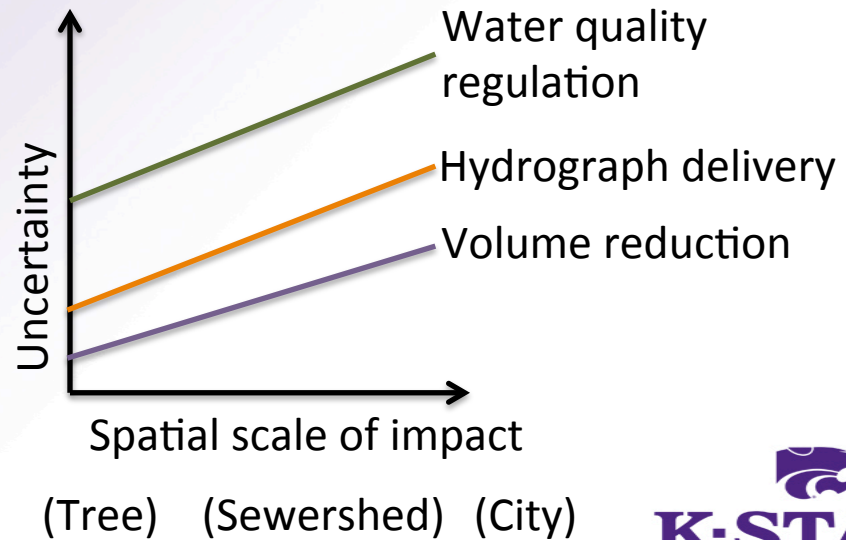 Water quality
regulation
Hydrograph delivery
Volume reduction
Uncertainty
Spatial scale of impact
(Tree) (Sewershed) (City)